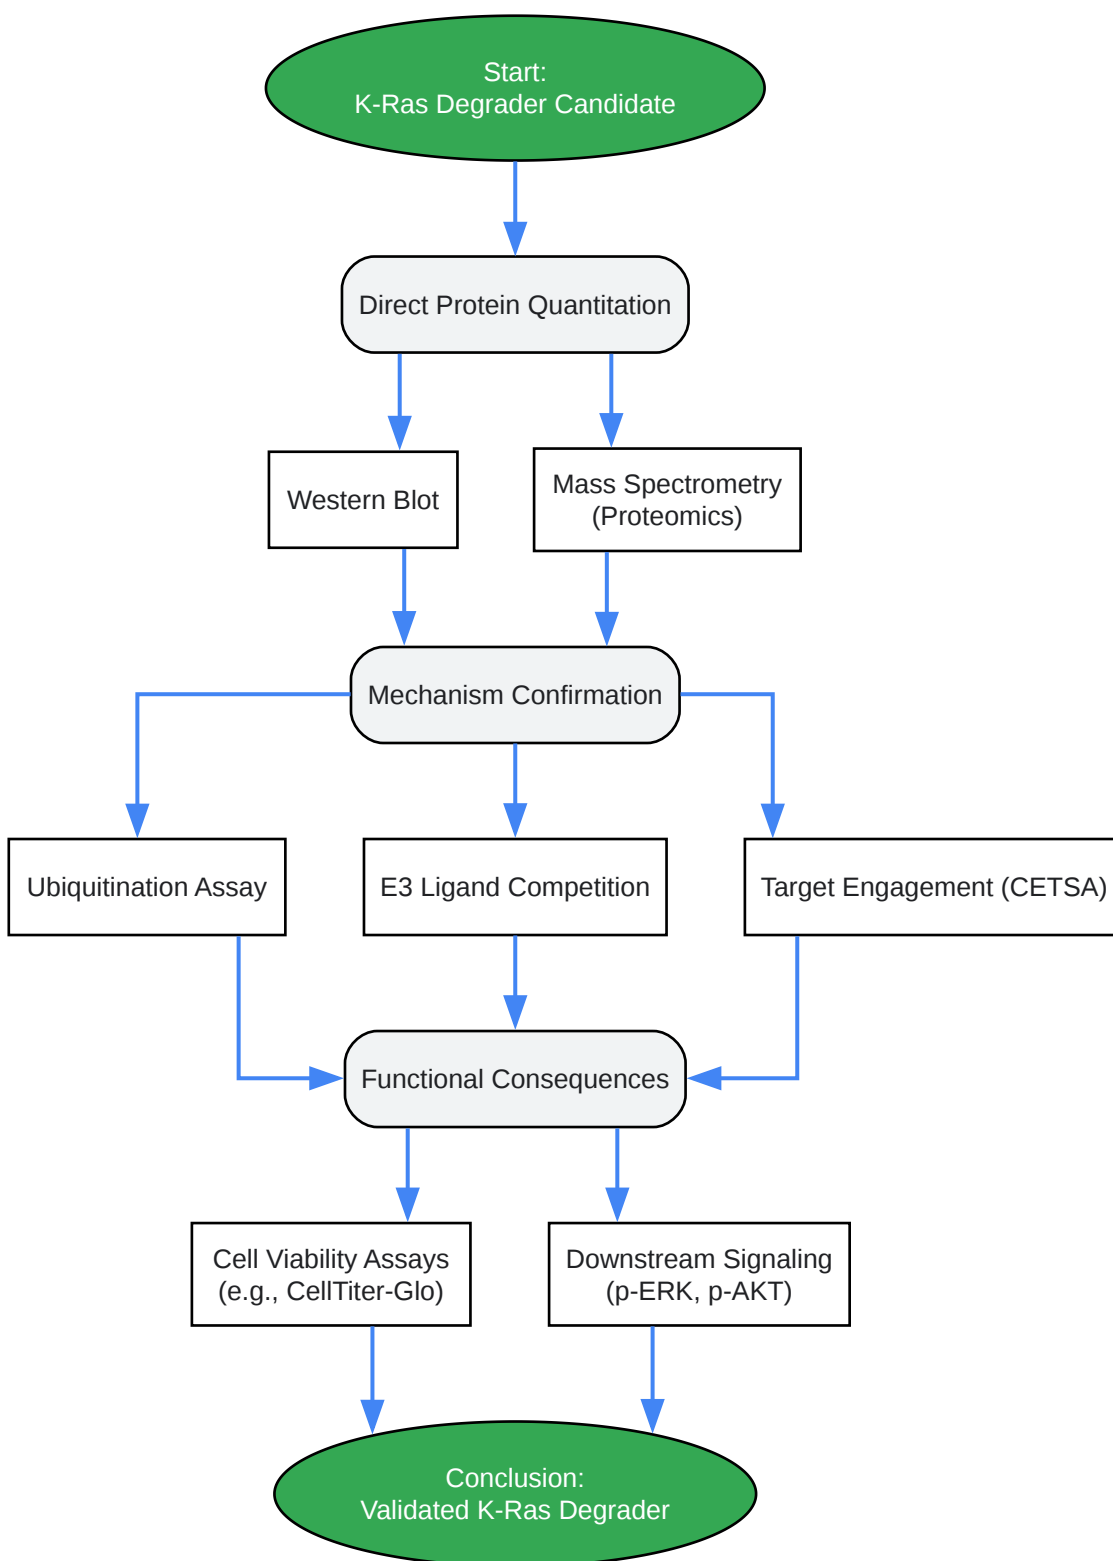 Start:
K-Ras Degrader Candidate
Direct Protein Quantitation
Western Blot
Mass Spectrometry
(Proteomics)
Mechanism Confirmation
Ubiquitination Assay
E3 Ligand Competition
Target Engagement (CETSA)
Functional Consequences
Cell Viability Assays
(e.g., CellTiter-Glo)
Downstream Signaling
(p-ERK, p-AKT)
Conclusion:
Validated K-Ras Degrader